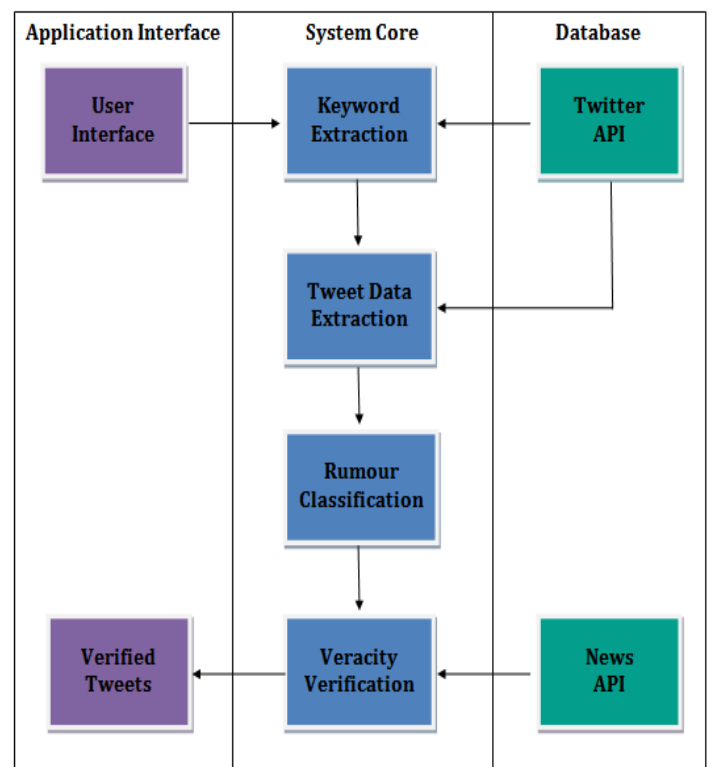 Application Interface
System Core
Database
User
Interface
Keyword
Extraction
Twitter
API
Tweet Data
Extraction
Rumour
Classification
Verified
Tweets
Veracity
Verification
News
API